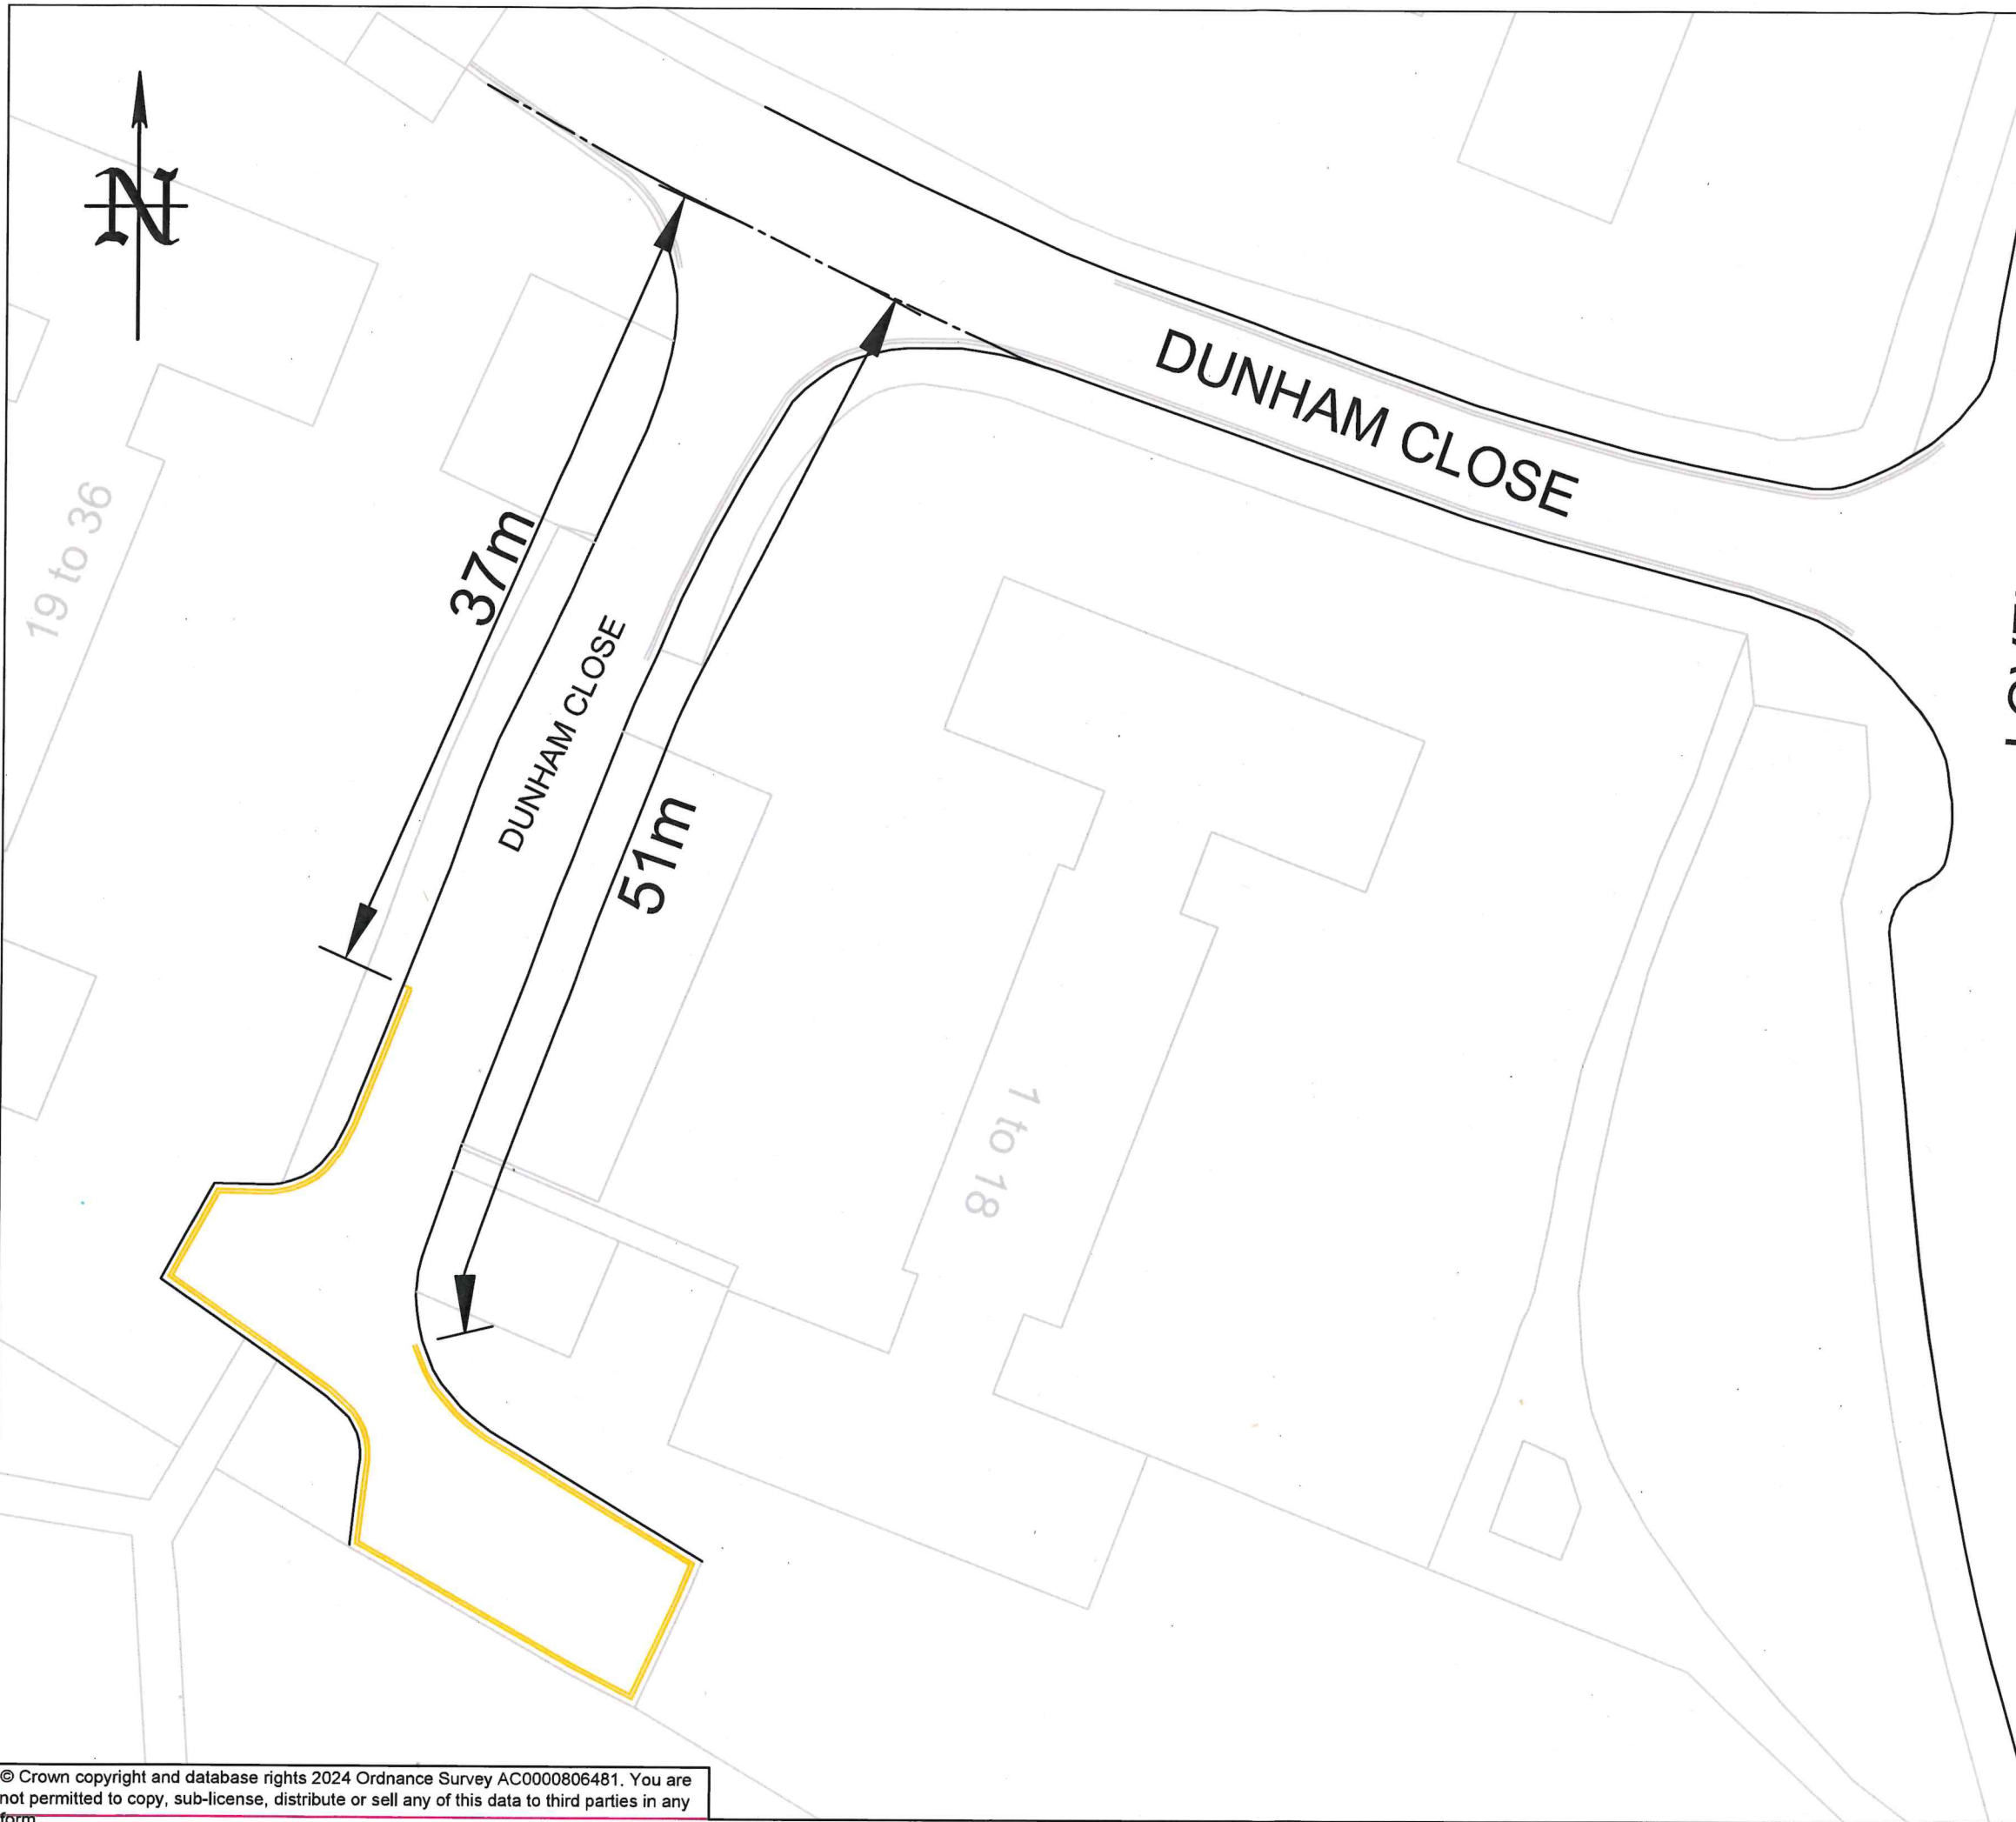 N
DUNHAM CLOSE
19 to 36
37m
DUNHAM CLOSE
51m
1 to 18
© Crown copyright and database rights 2024 Ordnance Survey AC0000806481. You are
not permitted to copy, sub-license, distribute or sell any of this data to third parties in any
form